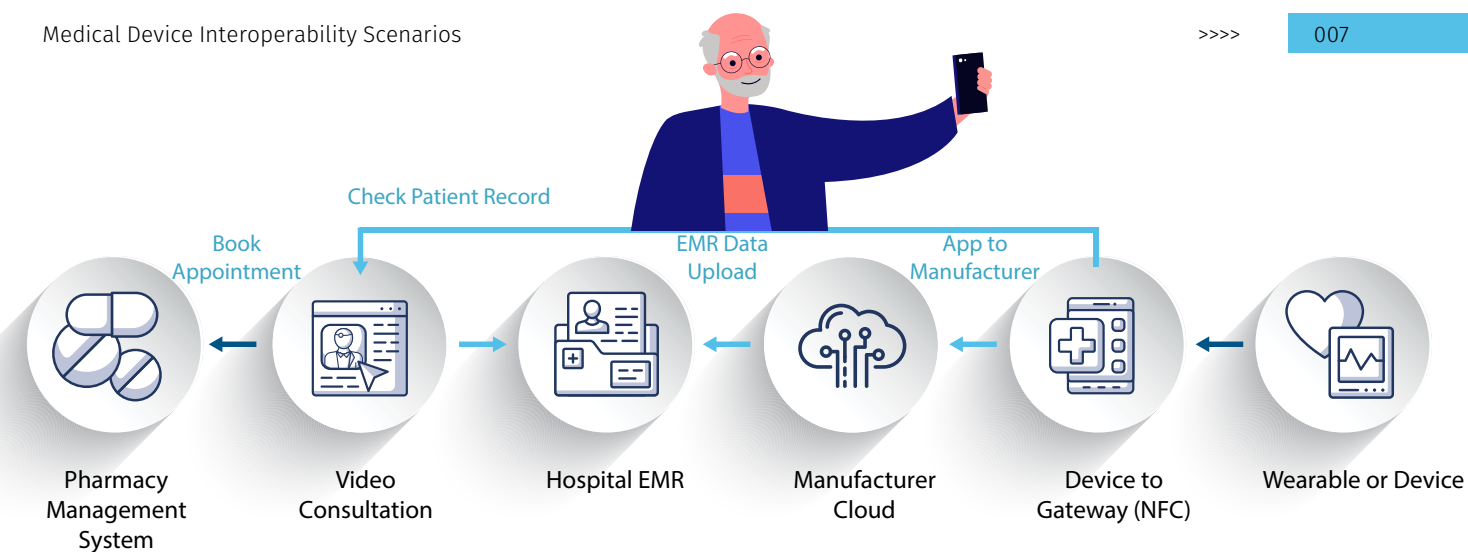 Medical Device Interoperability Scenarios
>>>>
007
Check Patient Record
Book
Appointment
EMR Data
Upload
App to
Manufacturer
Pharmacy
Management
System
Video
Consultation
Hospital EMR
Manufacturer
Cloud
Device to
Gateway (NFC)
Wearable or Device